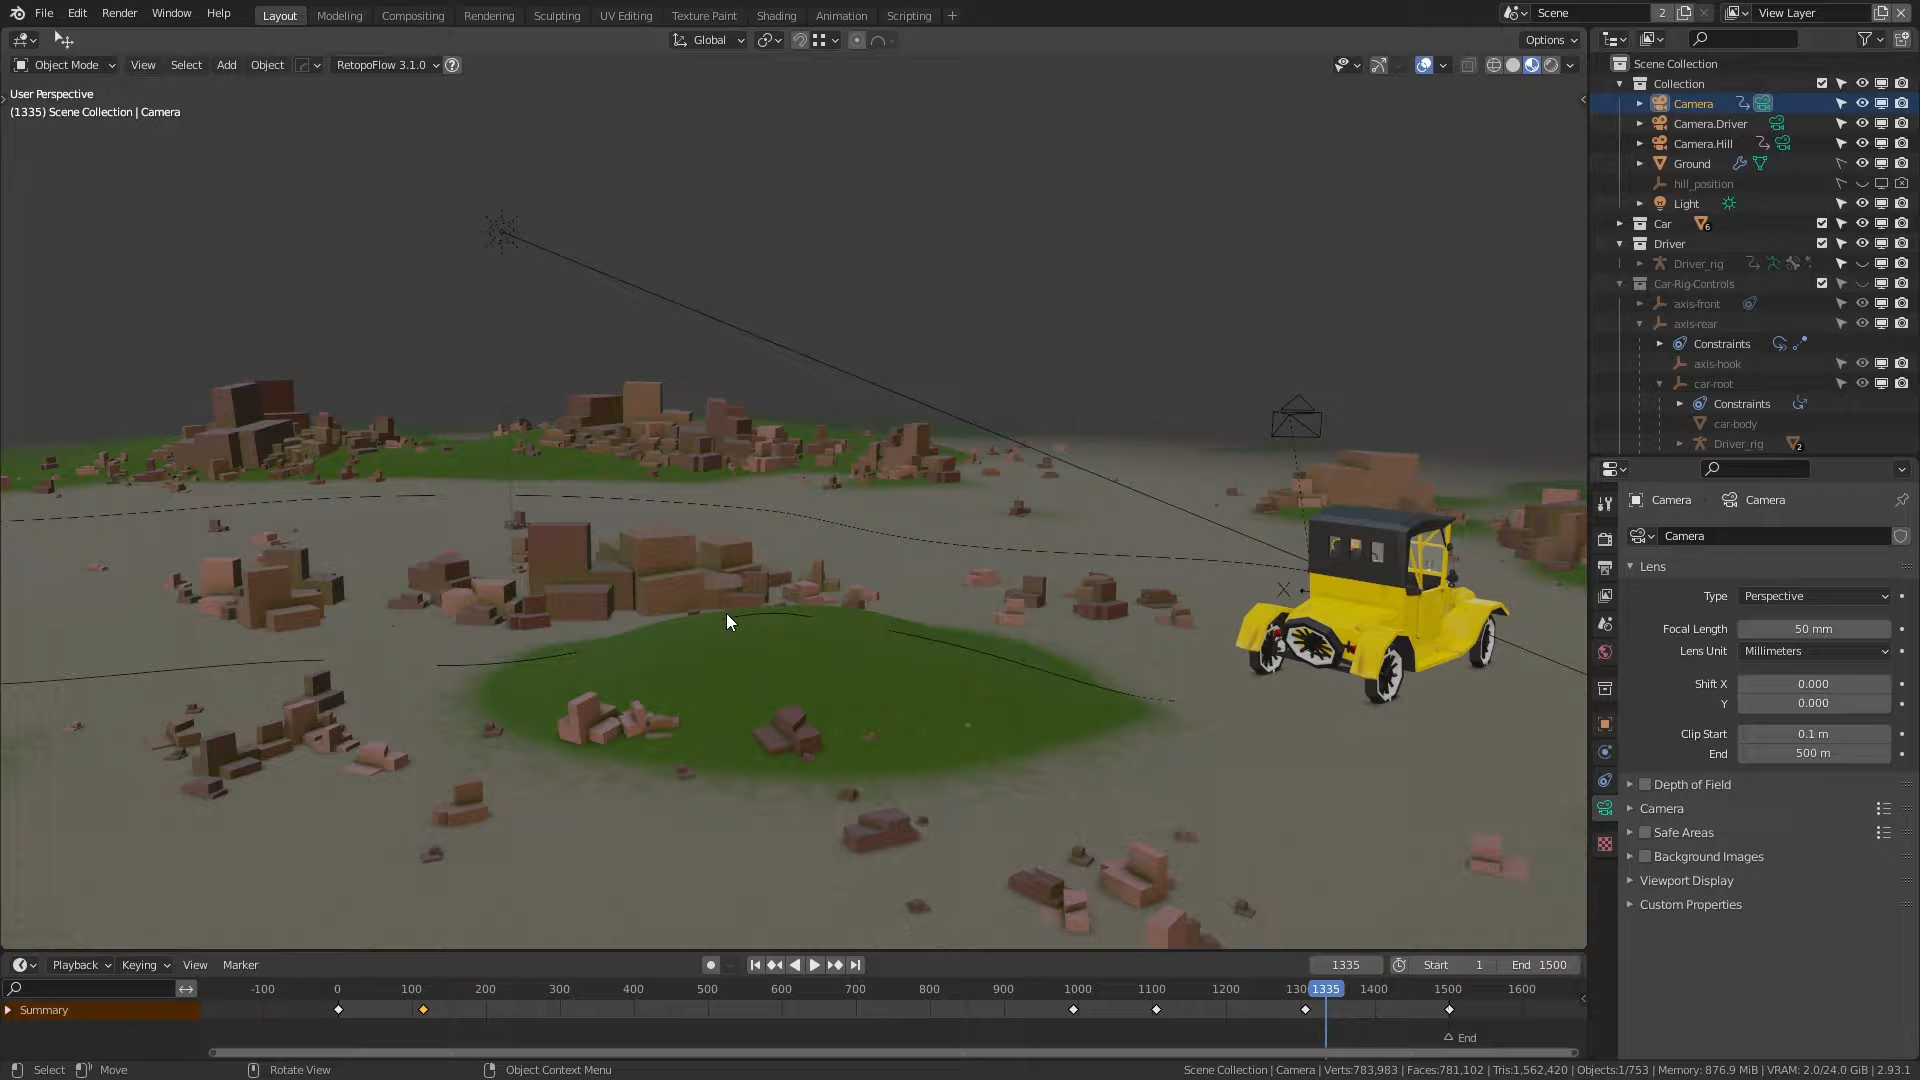 File Edit Render Window Help
Layout Modeling Compositing Rendering Sculpting UV Editing Texture Paint Shading Animation Scripting +
Scene 2 View Layer
Global Options
Object Mode View Select Add Object RetopoFlow 3.1.0 ?
User Perspective
(1335) Scene Collection | Camera
Scene Collection
Collection
Camera
Camera.Driver
Camera.Hill
Ground
hill_position
Light
Car 6
Driver
Driver_rig
Car-Rig-Controls
axis-front
axis-rear
Constraints
axis-hook
car-root
Constraints
car-body
Driver_rig 2
Camera Camera
Camera
Lens
Type Perspective
Focal Length 50 mm
Lens Unit Millimeters
Shift X 0.000
Y 0.000
Clip Start 0.1 m
End 500 m
Depth of Field
Camera
Safe Areas
Background Images
Viewport Display
Custom Properties
Playback Keying View Marker 1335 Start 1 End 1500
-100 0 100 200 300 400 500 600 700 800 900 1000 1100 1200 130 1335 1400 1500 1600
Summary
End
Select Move Rotate View Object Context Menu Scene Collection | Camera | Verts:783,983 | Faces:781,102 | Tris:1,562,420 | Objects:1/753 | Memory: 876.9 MiB | VRAM: 2.0/24.0 GiB | 2.93.1